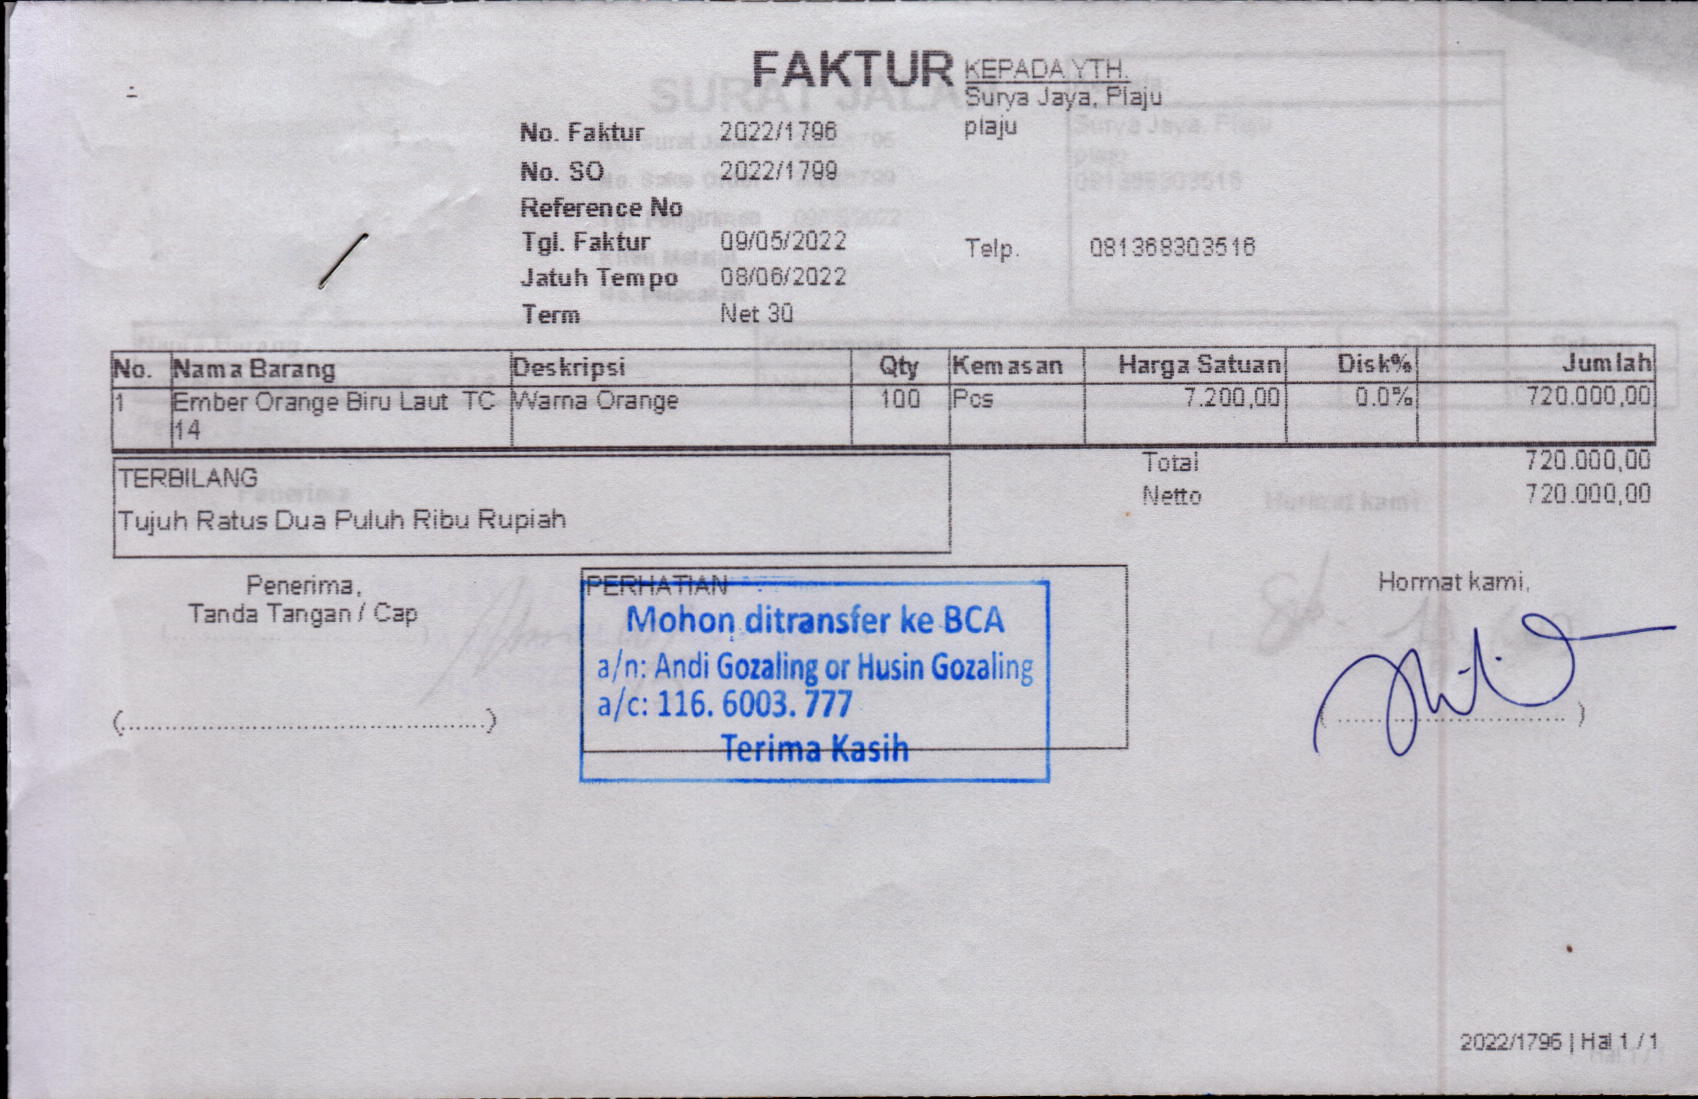 FAKTUR
KEPADA YTH.
Surya Jaya, Plaju
plaju
No. Faktur 2022/1796
No. SO 2022/1799
Reference No
Tgl. Faktur 09/05/2022
Telp. 081368303516
Jatuh Tempo 08/06/2022
Term Net 30
No. Nama Barang Deskripsi Qty Kemasan Harga Satuan Disk% Jumlah
1 Ember Orange Biru Laut TC Warna Orange 100 Pcs 7.200,00 0.0% 720.000,00
14
Total 720.000,00
TERBILANG
Netto 720.000,00
Tujuh Ratus Dua Puluh Ribu Rupiah
Penerima,
Tanda Tangan / Cap
(...............................................)
PERHATIAN
Mohon ditransfer ke BCA
a/n: Andi Gozaling or Husin Gozaling
a/c: 116. 6003. 777
Terima Kasih
Hormat kami,
( ............................... )
2022/1796 | Hal 1 / 1